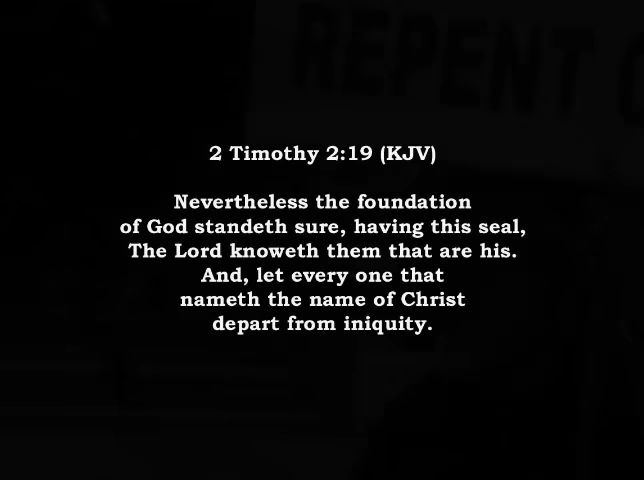 REPENT
2 Timothy 2:19 (KJV)
Nevertheless the foundation
of God standeth sure, having this seal,
The Lord knoweth them that are his.
And, let every one that
nameth the name of Christ
depart from iniquity.